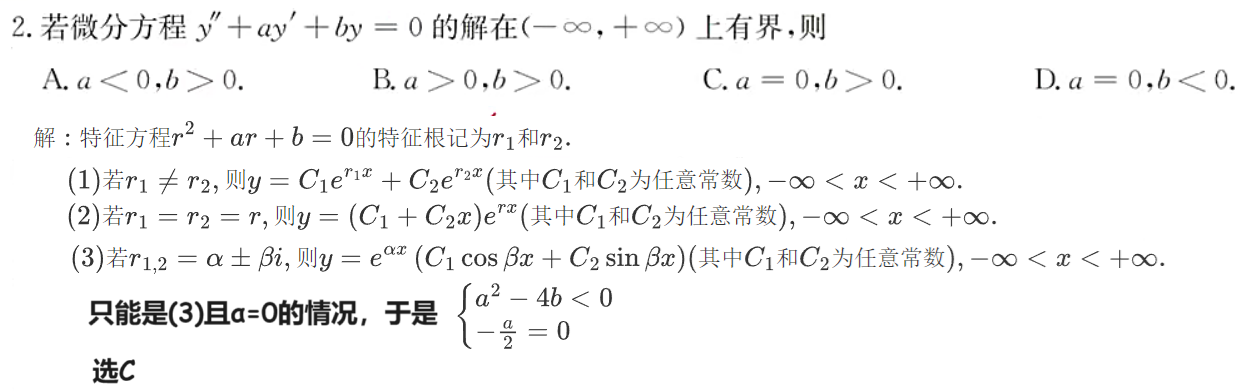 2. 若微分方程 y″ + ay′ + by = 0 的解在(−∞, +∞) 上有界,则
A. a < 0,b > 0. B. a > 0,b > 0. C. a = 0,b > 0. D. a = 0,b < 0.
解：特征方程r² + ar + b = 0的特征根记为r₁和r₂.
(1)若r₁ ≠ r₂, 则y = C₁e^{r₁x} + C₂e^{r₂x}(其中C₁和C₂为任意常数), −∞ < x < +∞.
(2)若r₁ = r₂ = r, 则y = (C₁ + C₂x)e^{rx}(其中C₁和C₂为任意常数), −∞ < x < +∞.
(3)若r₁,₂ = α ± βi, 则y = e^{αx} (C₁ cos βx + C₂ sin βx)(其中C₁和C₂为任意常数), −∞ < x < +∞.
只能是(3)且α=0的情况，于是 { a² − 4b < 0
−a/2 = 0
选C